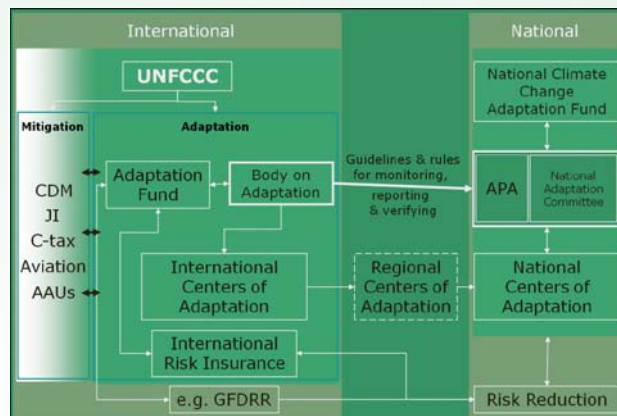 International
National
UNFCCC
National Climate
Change
Adaptation Fund
Mitigation
Adaptation
CDM
JI
C-tax
Aviation
AAUs
Adaptation
Fund
Body on
Adaptation
Guidelines & rules
for monitoring,
reporting
& verifying
APA
National
Adaptation
Committee
International
Centers of
Adaptation
Regional
Centers of
Adaptation
National
Centers of
Adaptation
International
Risk Insurance
e.g. GFDRR
Risk Reduction